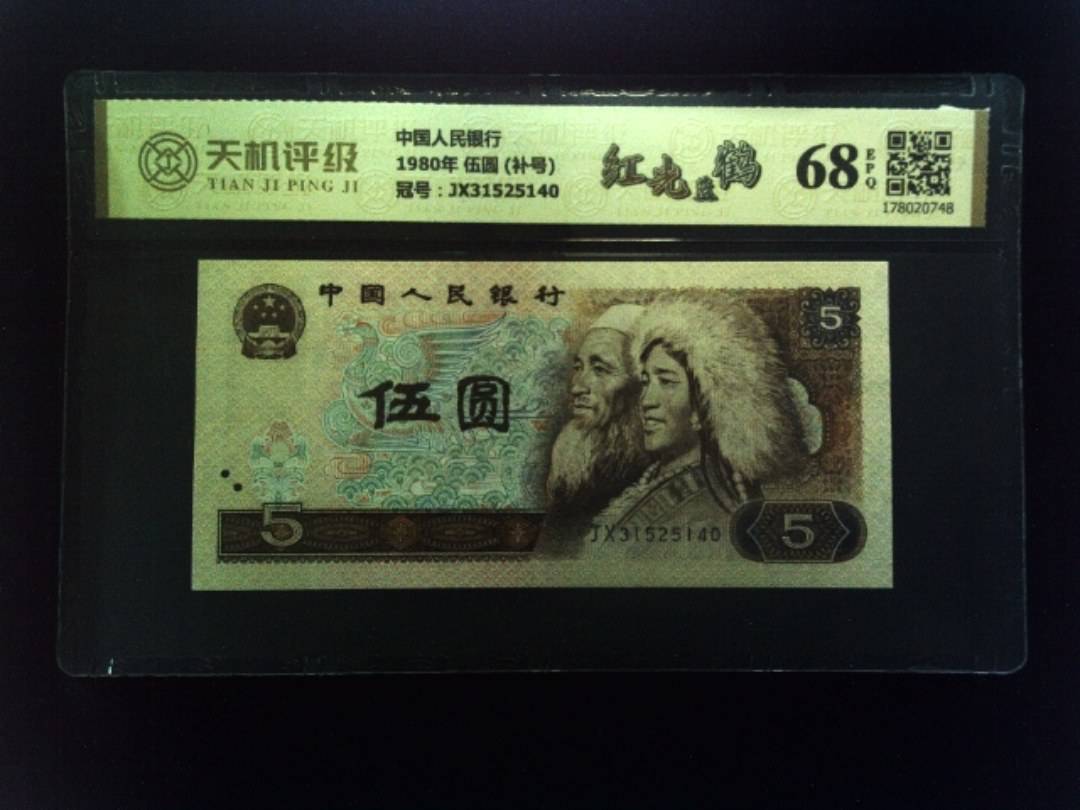 天机评级
TIAN JI PING JI
中国人民银行
1980年 伍圆 (补号)
冠号：JX31525140
红光蓝鹤
68
EPQ
178020748
中国人民银行
5
伍圆
5
JX31525140
5